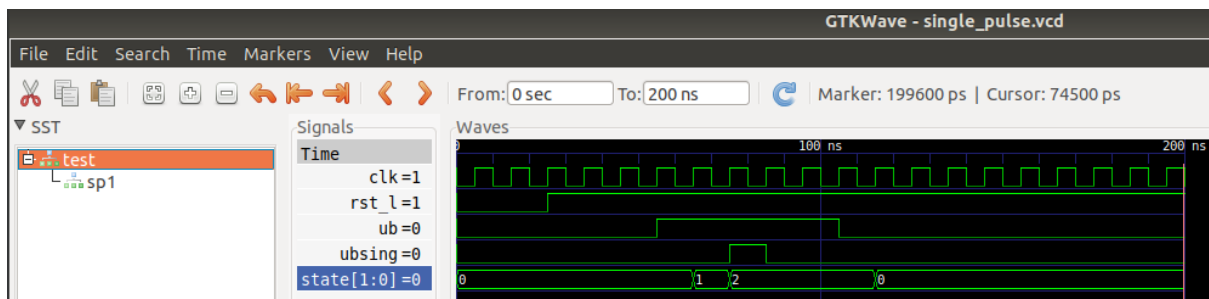 GTKWave - single_pulse.vcd
File Edit Search Time Markers View Help
From: 0 sec To: 200 ns Marker: 199600 ps | Cursor: 74500 ps
▼ SST
test
sp1
Signals
Time
clk =1
rst_l =1
ub =0
ubsing =0
state[1:0] =0
Waves
0 100 ns 200 ns
0 1 2 0